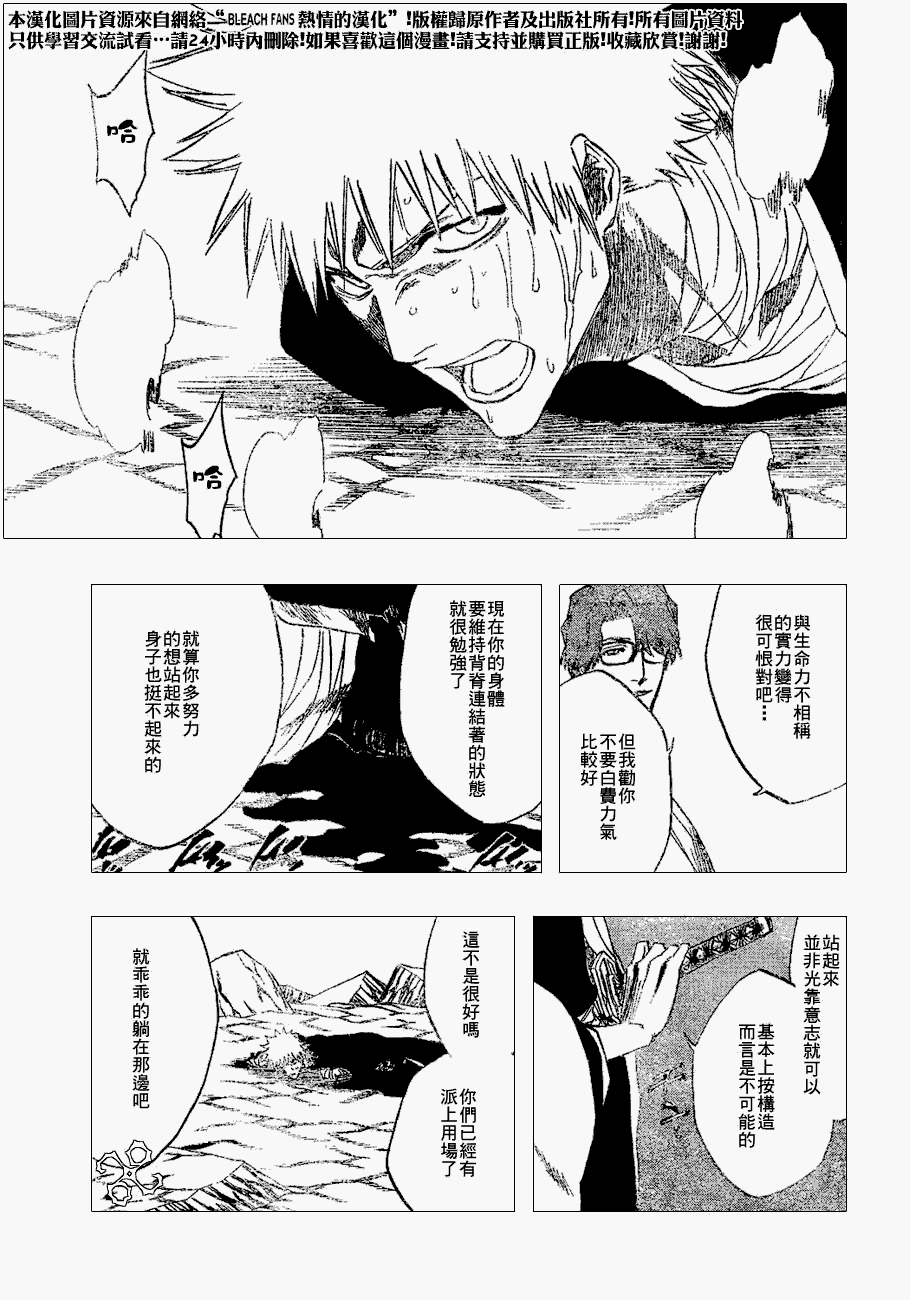 本漢化圖片資源來自網絡“BLEACH FANS 熱情的漢化”!版權歸原作者及出版社所有!所有圖片資料
只供學習交流試看…請24小時內刪除!如果喜歡這個漫畫!請支持並購買正版!收藏欣賞!謝謝!
哈
哈
與生命力不相稱
的實力變得
很可恨對吧…
但我勸你
不要白費力氣
比較好
現在你的身體
要維持背脊連結著的狀態
就很勉強了
就算你多努力
的想站起來
身子也挺不起來的
站起來
並非光靠意志就可以
基本上按構造
而言是不可能的
這不是很好嗎
你們已經有
派上用場了
就乖乖的躺在那邊吧